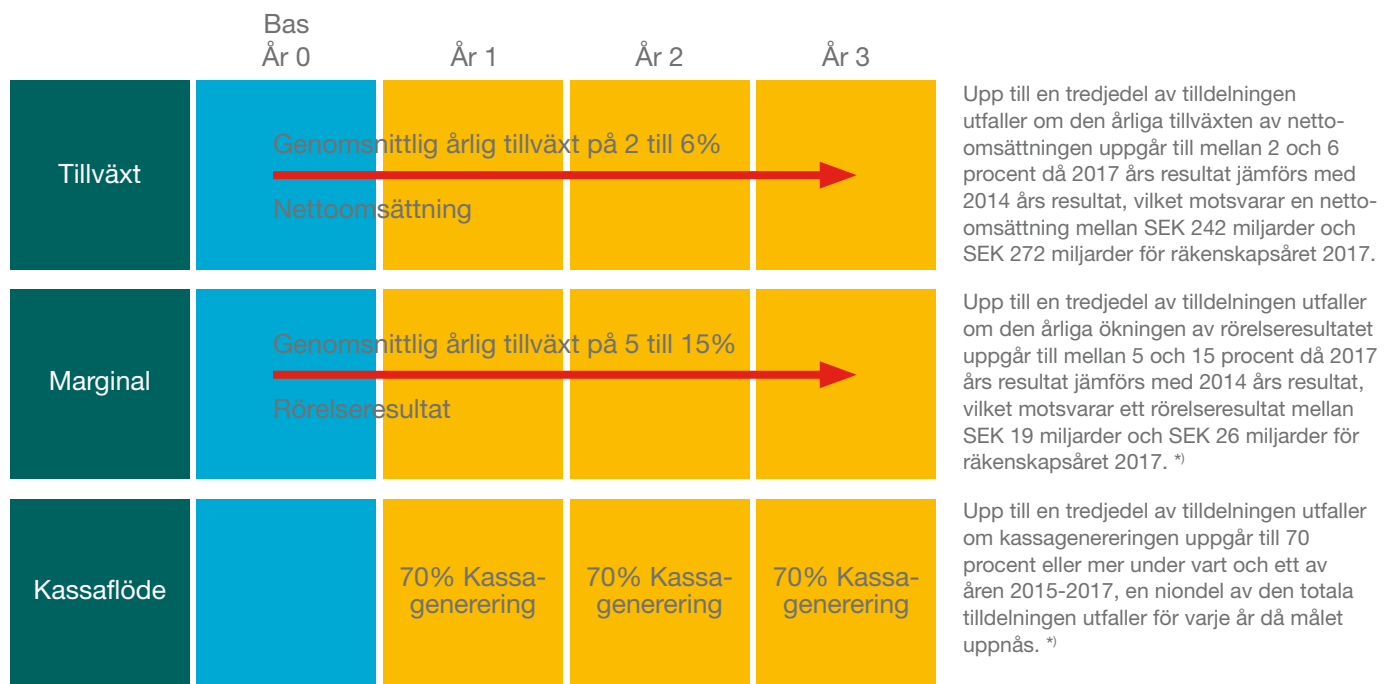 Bas
År 0
År 1
År 2
År 3
Tillväxt
Genomsnittlig årlig tillväxt på 2 till 6%
Nettoomsättning
Upp till en tredjedel av tilldelningen
utfaller om den årliga tillväxten av netto-
omsättningen uppgår till mellan 2 och 6
procent då 2017 års resultat jämförs med
2014 års resultat, vilket motsvarar en netto-
omsättning mellan SEK 242 miljarder och
SEK 272 miljarder för räkenskapsåret 2017.
Marginal
Genomsnittlig årlig tillväxt på 5 till 15%
Rörelseresultat
Upp till en tredjedel av tilldelningen utfaller
om den årliga ökningen av rörelseresultatet
uppgår till mellan 5 och 15 procent då 2017
års resultat jämförs med 2014 års resultat,
vilket motsvarar ett rörelseresultat mellan
SEK 19 miljarder och SEK 26 miljarder för
räkenskapsåret 2017. *)
Kassaflöde
70% Kassa-
generering
70% Kassa-
generering
70% Kassa-
generering
Upp till en tredjedel av tilldelningen utfaller
om kassagenereringen uppgår till 70
procent eller mer under vart och ett av
åren 2015-2017, en niondel av den totala
tilldelningen utfaller för varje år då målet
uppnås. *)